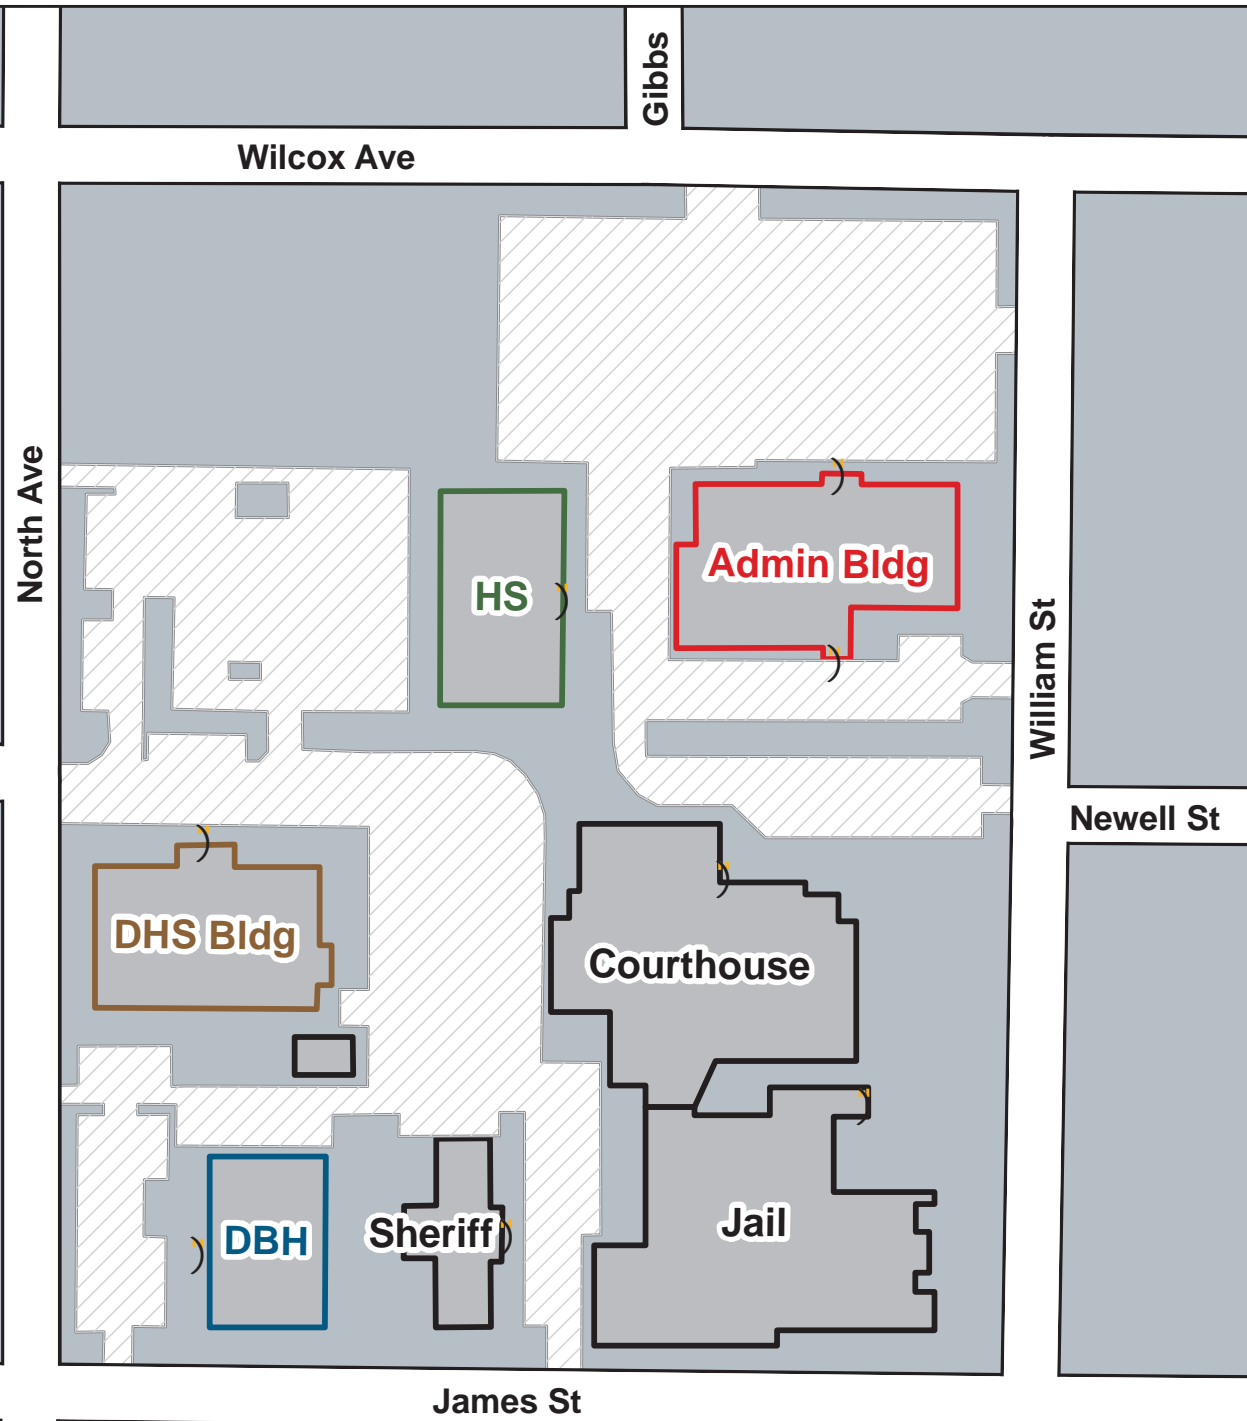 Gibbs
Wilcox Ave
North Ave
HS
Admin Bldg
William St
Newell St
DHS Bldg
Courthouse
DBH
Sheriff
Jail
James St